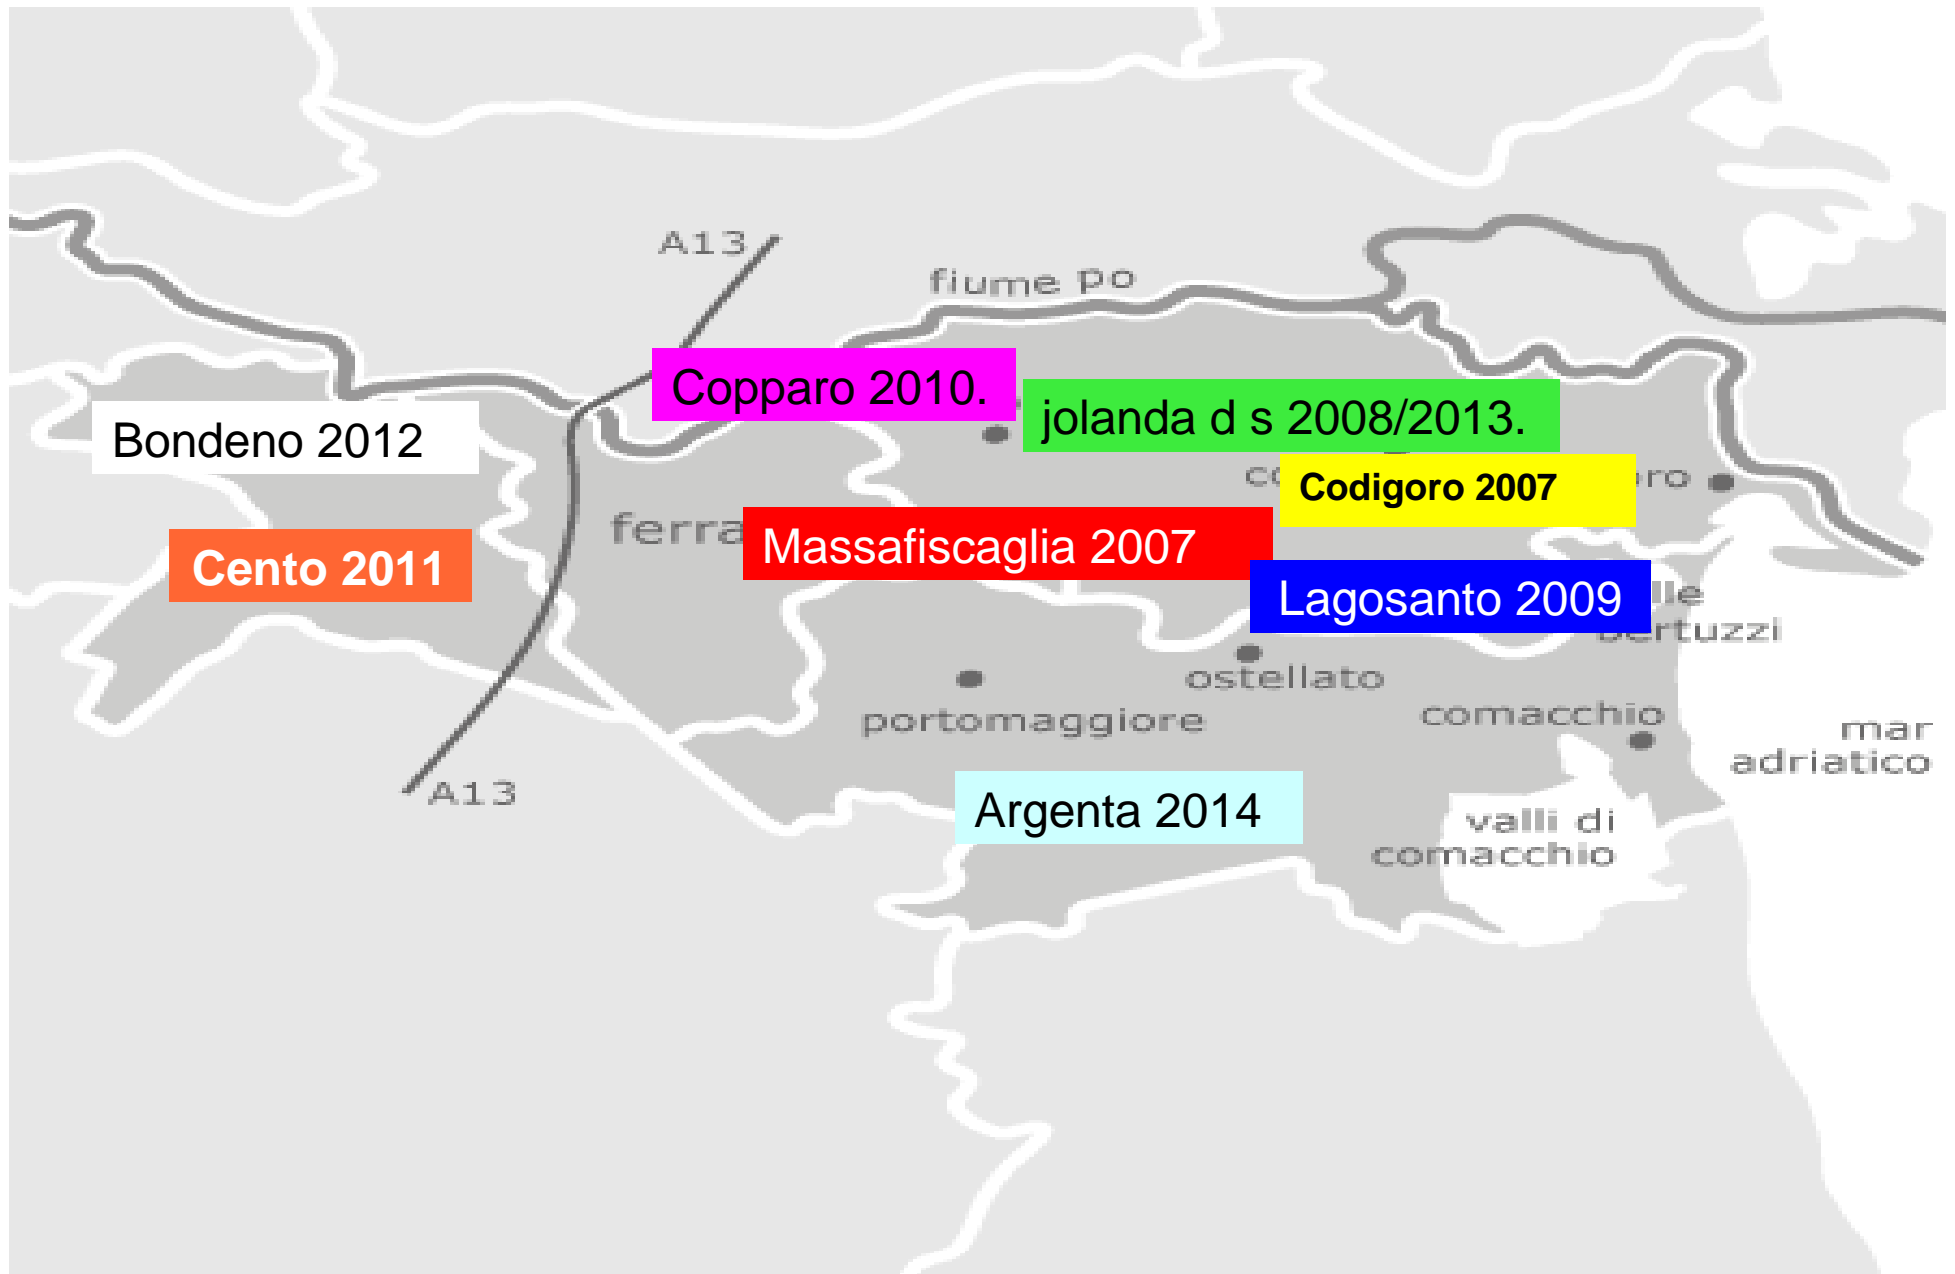 A13
fiume po
Copparo 2010.
jolanda d s 2008/2013.
Bondeno 2012
Codigoro 2007
ferra
Massafiscaglia 2007
Cento 2011
Lagosanto 2009
ostellato
portomaggiore
comacchio
mar
adriatico
A13
Argenta 2014
valli di
comacchio